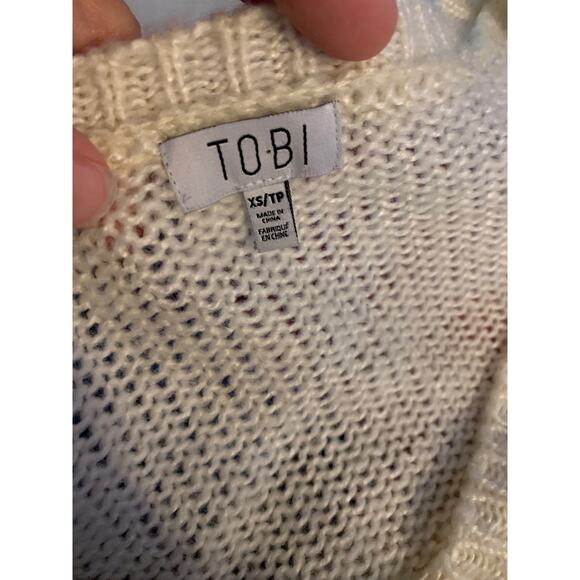 TO·BI
XS/TP
MADE IN
CHINA
FABRIQUÉ
EN CHINE